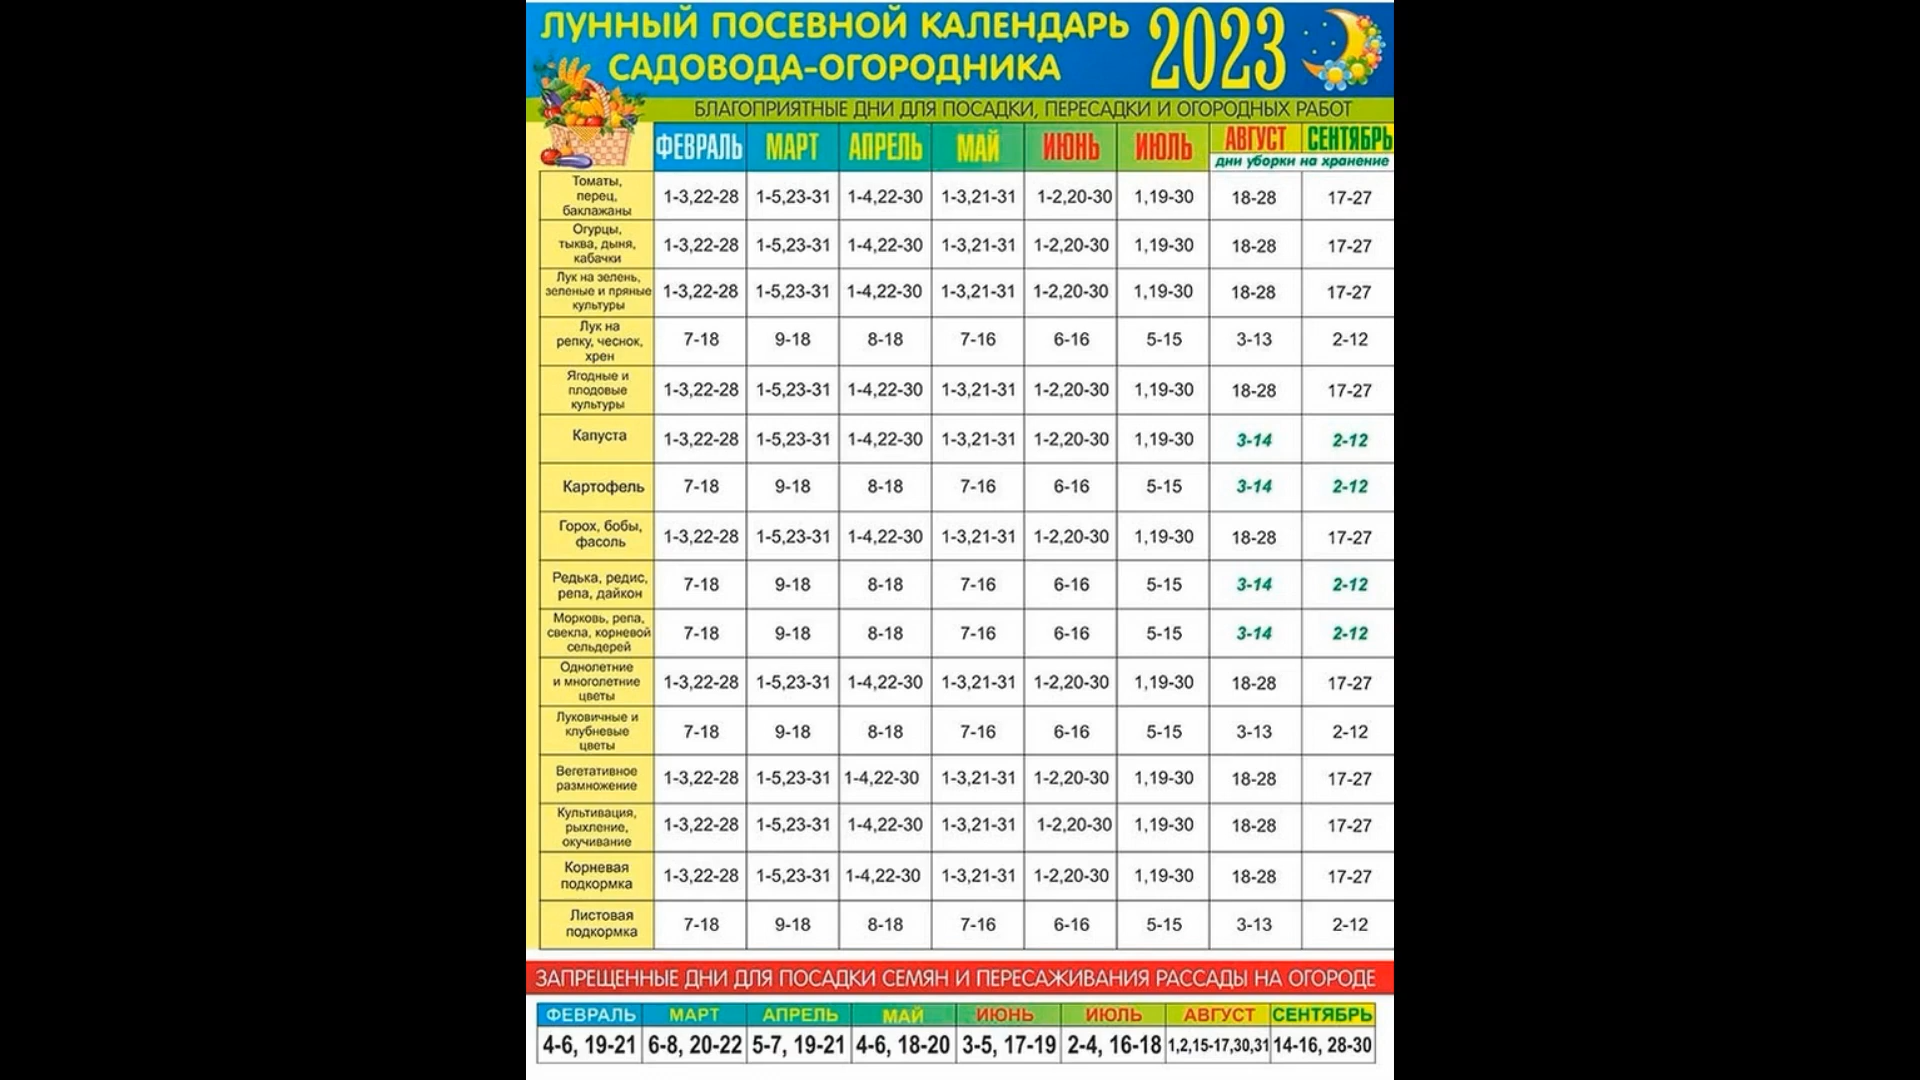 ЛУННЫЙ ПОСЕВНОЙ КАЛЕНДАРЬ
САДОВОДА-ОГОРОДНИКА
2023
БЛАГОПРИЯТНЫЕ ДНИ ДЛЯ ПОСАДКИ, ПЕРЕСАДКИ И ОГОРОДНЫХ РАБОТ
ФЕВРАЛЬ МАРТ АПРЕЛЬ МАЙ ИЮНЬ ИЮЛЬ АВГУСТ СЕНТЯБРЬ
дни уборки на хранение
Томаты,
перец,
баклажаны
1-3,22-28 1-5,23-31 1-4,22-30 1-3,21-31 1-2,20-30 1,19-30 18-28 17-27
Огурцы,
тыква, дыня,
кабачки
1-3,22-28 1-5,23-31 1-4,22-30 1-3,21-31 1-2,20-30 1,19-30 18-28 17-27
Лук на зелень,
зеленые и пряные
культуры
1-3,22-28 1-5,23-31 1-4,22-30 1-3,21-31 1-2,20-30 1,19-30 18-28 17-27
Лук на
репку, чеснок,
хрен
7-18 9-18 8-18 7-16 6-16 5-15 3-13 2-12
Ягодные и
плодовые
культуры
1-3,22-28 1-5,23-31 1-4,22-30 1-3,21-31 1-2,20-30 1,19-30 18-28 17-27
Капуста
1-3,22-28 1-5,23-31 1-4,22-30 1-3,21-31 1-2,20-30 1,19-30 3-14 2-12
Картофель
7-18 9-18 8-18 7-16 6-16 5-15 3-14 2-12
Горох, бобы,
фасоль
1-3,22-28 1-5,23-31 1-4,22-30 1-3,21-31 1-2,20-30 1,19-30 18-28 17-27
Редька, редис,
репа, дайкон
7-18 9-18 8-18 7-16 6-16 5-15 3-14 2-12
Морковь, репа,
свекла, корневой
сельдерей
7-18 9-18 8-18 7-16 6-16 5-15 3-14 2-12
Однолетние
и многолетние
цветы
1-3,22-28 1-5,23-31 1-4,22-30 1-3,21-31 1-2,20-30 1,19-30 18-28 17-27
Луковичные и
клубневые
цветы
7-18 9-18 8-18 7-16 6-16 5-15 3-13 2-12
Вегетативное
размножение
1-3,22-28 1-5,23-31 1-4,22-30 1-3,21-31 1-2,20-30 1,19-30 18-28 17-27
Культивация,
рыхление,
окучивание
1-3,22-28 1-5,23-31 1-4,22-30 1-3,21-31 1-2,20-30 1,19-30 18-28 17-27
Корневая
подкормка
1-3,22-28 1-5,23-31 1-4,22-30 1-3,21-31 1-2,20-30 1,19-30 18-28 17-27
Листовая
подкормка
7-18 9-18 8-18 7-16 6-16 5-15 3-13 2-12
ЗАПРЕЩЕННЫЕ ДНИ ДЛЯ ПОСАДКИ СЕМЯН И ПЕРЕСАЖИВАНИЯ РАССАДЫ НА ОГОРОДЕ
ФЕВРАЛЬ МАРТ АПРЕЛЬ МАЙ ИЮНЬ ИЮЛЬ АВГУСТ СЕНТЯБРЬ
4-6, 19-21 6-8, 20-22 5-7, 19-21 4-6, 18-20 3-5, 17-19 2-4, 16-18 1,2,15-17,30,31 14-16, 28-30